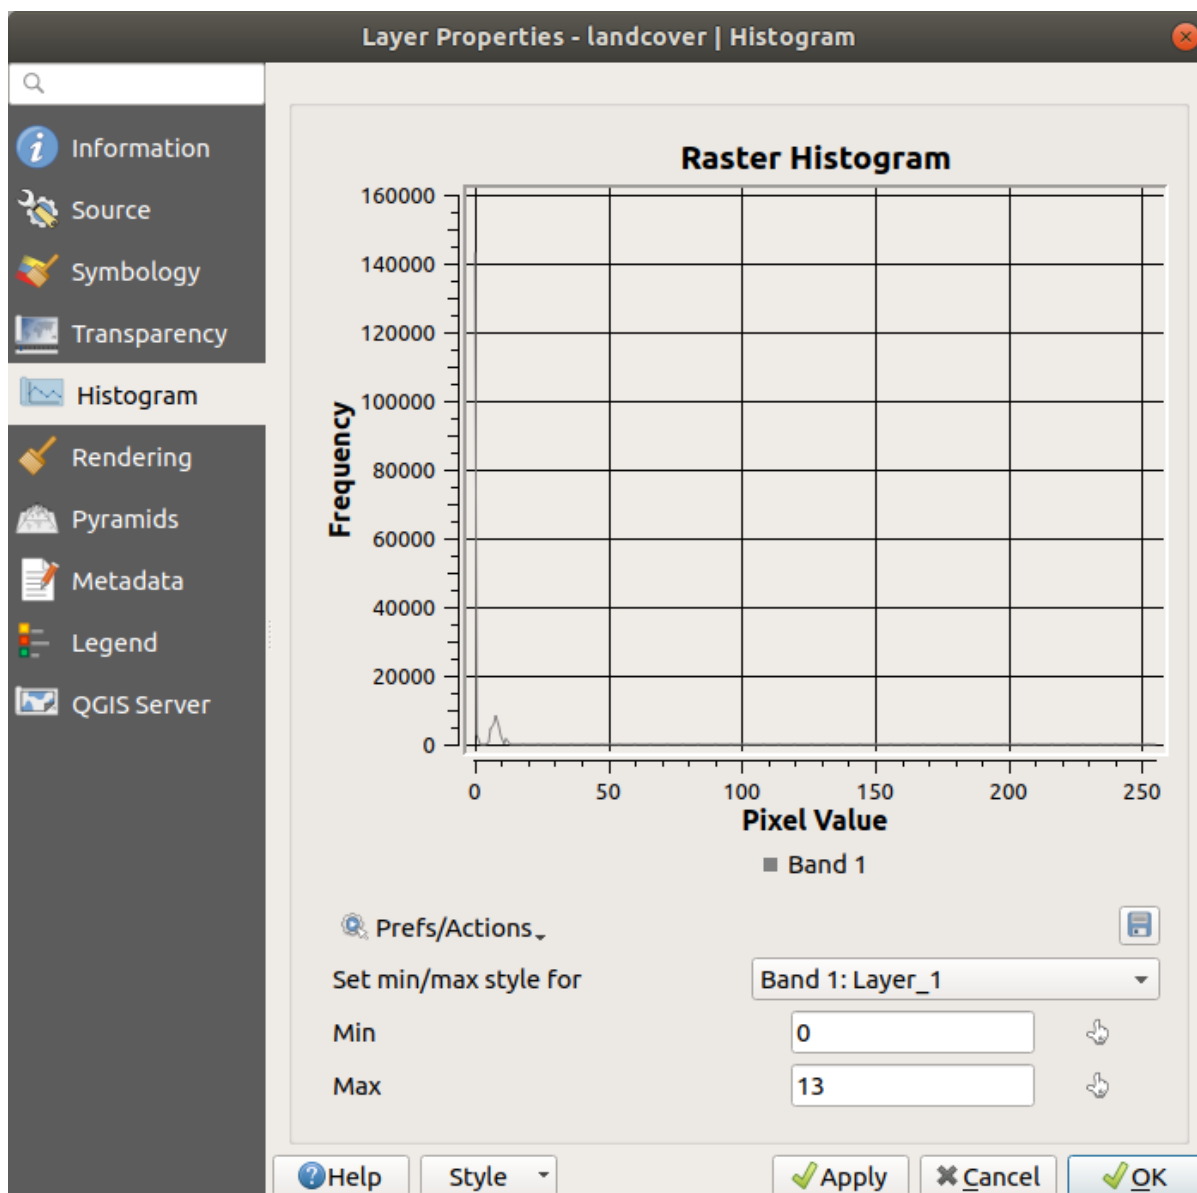 Layer Properties - landcover | Histogram
Information
Source
Symbology
Transparency
Histogram
Rendering
Pyramids
Metadata
Legend
QGIS Server
Raster Histogram
160000
140000
120000
100000
80000
60000
40000
20000
0
Frequency
0 50 100 150 200 250
Pixel Value
Band 1
Prefs/Actions
Set min/max style for Band 1: Layer_1
Min 0
Max 13
Help Style Apply Cancel OK